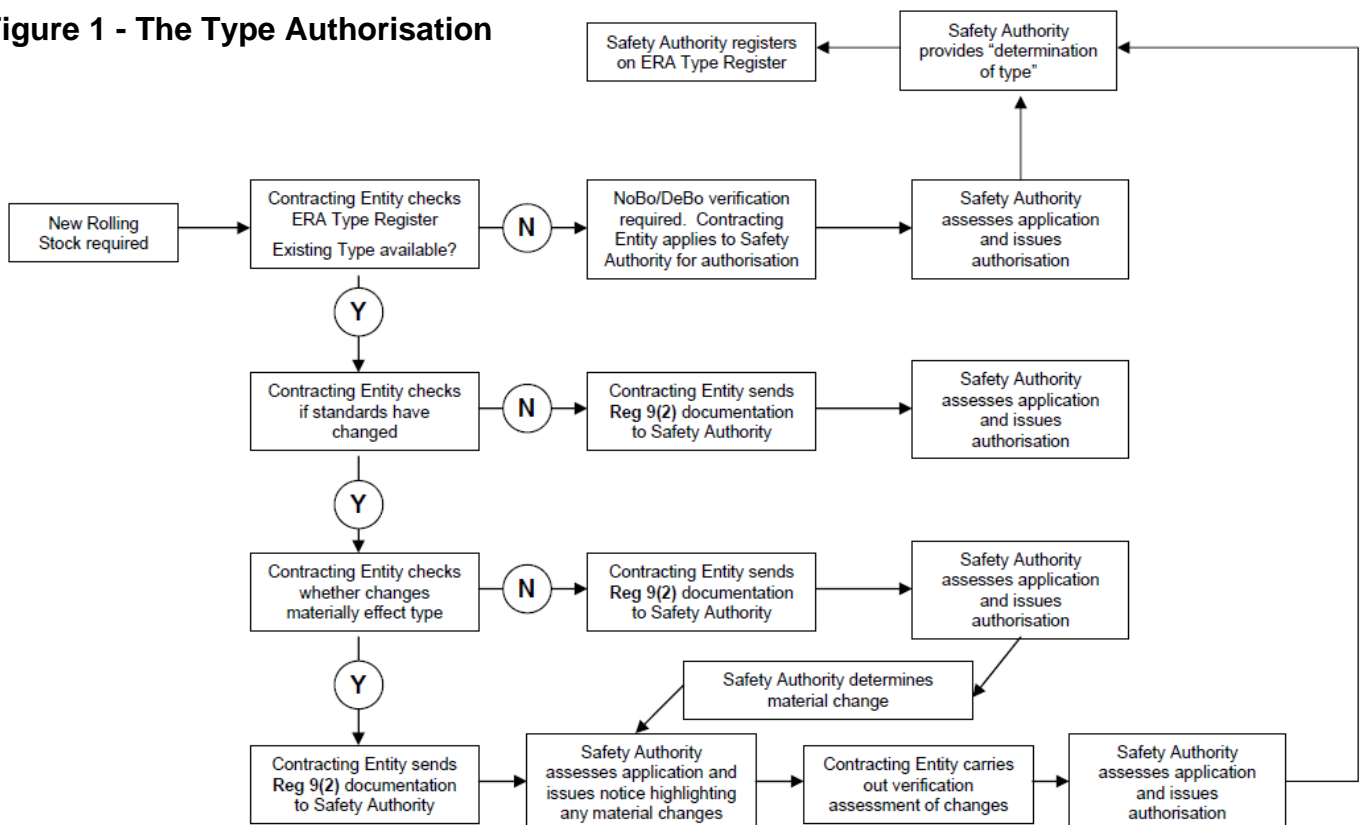 Figure 1 - The Type Authorisation
Safety Authority registers
on ERA Type Register
Safety Authority
provides “determination
of type”
New Rolling
Stock required
Contracting Entity checks
ERA Type Register
Existing Type available?
N
NoBo/DeBo verification
required. Contracting
Entity applies to Safety
Authority for authorisation
Safety Authority
assesses application
and issues
authorisation
Y
Contracting Entity checks
if standards have
changed
N
Contracting Entity sends
Reg 9(2) documentation
to Safety Authority
Safety Authority
assesses application
and issues
authorisation
Y
Contracting Entity checks
whether changes
materially effect type
N
Contracting Entity sends
Reg 9(2) documentation
to Safety Authority
Safety Authority
assesses application
and issues
authorisation
Y
Safety Authority determines
material change
Contracting Entity sends
Reg 9(2) documentation
to Safety Authority
Safety Authority
assesses application and
issues notice highlighting
any material changes
Contracting Entity carries
out verification
assessment of changes
Safety Authority
assesses application
and issues
authorisation